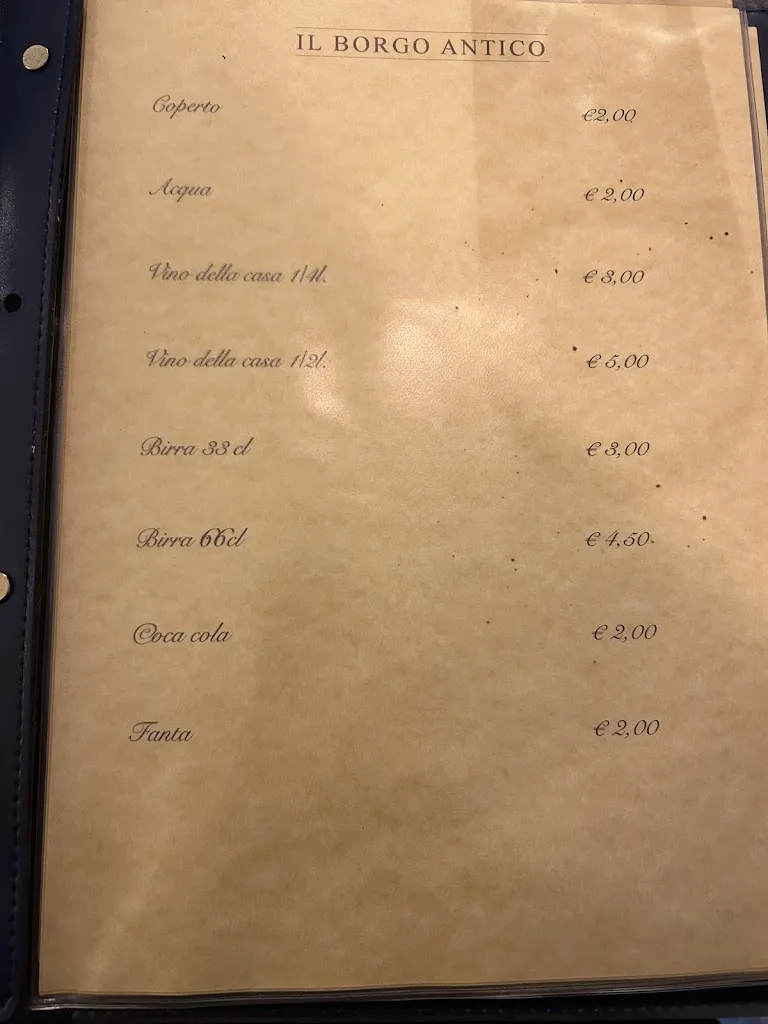 IL BORGO ANTICO
Coperto €2,00
Acqua € 2,00
Vino della casa 1/4l. € 3,00
Vino della casa 1/2l. € 5,00
Birra 33 cl € 3,00
Birra 66cl € 4,50
Coca cola € 2,00
Fanta € 2,00